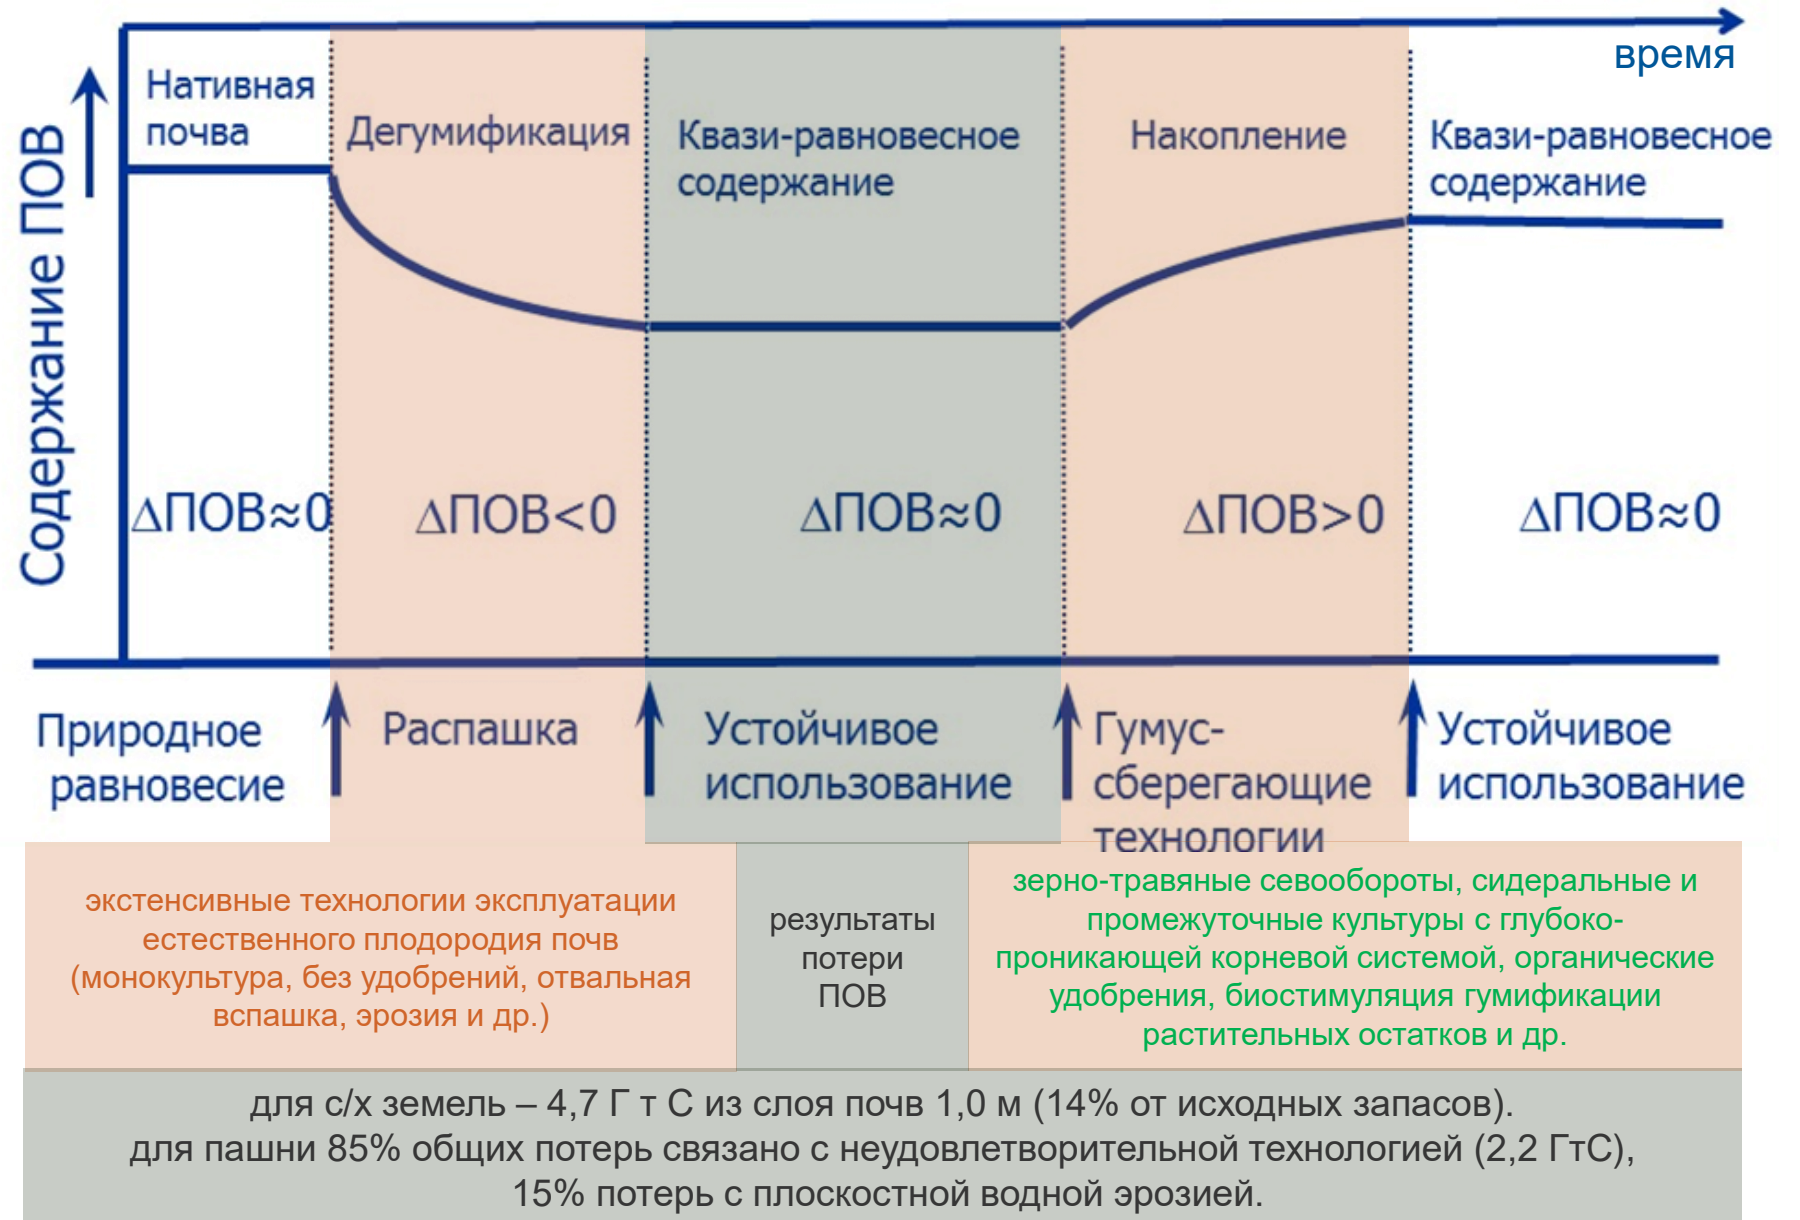 время
Содержание ПОВ
Нативная
почва
Дегумификация
Квази-равновесное
содержание
Накопление
Квази-равновесное
содержание
ΔПОВ≈0
ΔПОВ<0
ΔПОВ≈0
ΔПОВ>0
ΔПОВ≈0
Природное
равновесие
Распашка
Устойчивое
использование
Гумус-
сберегающие
технологии
Устойчивое
использование
экстенсивные технологии эксплуатации
естественного плодородия почв
(монокультура, без удобрений, отвальная
вспашка, эрозия и др.)
результаты
потери
ПОВ
зерно-травяные севообороты, сидеральные и
промежуточные культуры с глубоко-
проникающей корневой системой, органические
удобрения, биостимуляция гумификации
растительных остатков и др.
для с/х земель – 4,7 Г т С из слоя почв 1,0 м (14% от исходных запасов).
для пашни 85% общих потерь связано с неудовлетворительной технологией (2,2 ГтС),
15% потерь с плоскостной водной эрозией.